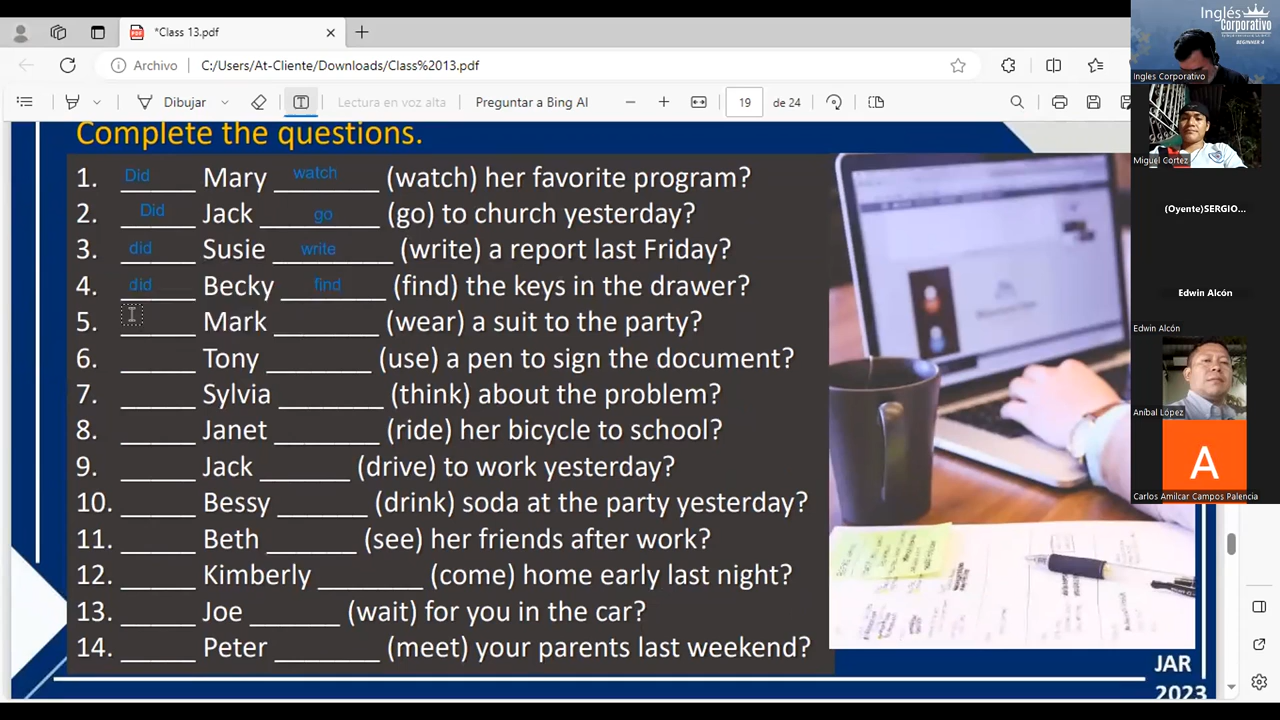 *Class 13.pdf
Archivo C:/Users/At-Cliente/Downloads/Class%2013.pdf
Dibujar Lectura en voz alta Preguntar a Bing AI 19 de 24
Complete the questions.
1. Did Mary watch (watch) her favorite program?
2. Did Jack go (go) to church yesterday?
3. did Susie write (write) a report last Friday?
4. did Becky find (find) the keys in the drawer?
5. ______ Mark ________ (wear) a suit to the party?
6. ______ Tony ________ (use) a pen to sign the document?
7. ______ Sylvia ________ (think) about the problem?
8. ______ Janet ________ (ride) her bicycle to school?
9. ______ Jack _______ (drive) to work yesterday?
10. ______ Bessy _______ (drink) soda at the party yesterday?
11. ______ Beth _______ (see) her friends after work?
12. ______ Kimberly ________ (come) home early last night?
13. ______ Joe _______ (wait) for you in the car?
14. ______ Peter ________ (meet) your parents last weekend?
JAR
2023
Inglés
Corporativo
BEGINNER 4
Ingles Corporativo
Miguel Cortez
(Oyente)SERGIO...
Edwin Alcón
Edwin Alcón
Aníbal López
A
Carlos Amilcar Campos Palencia